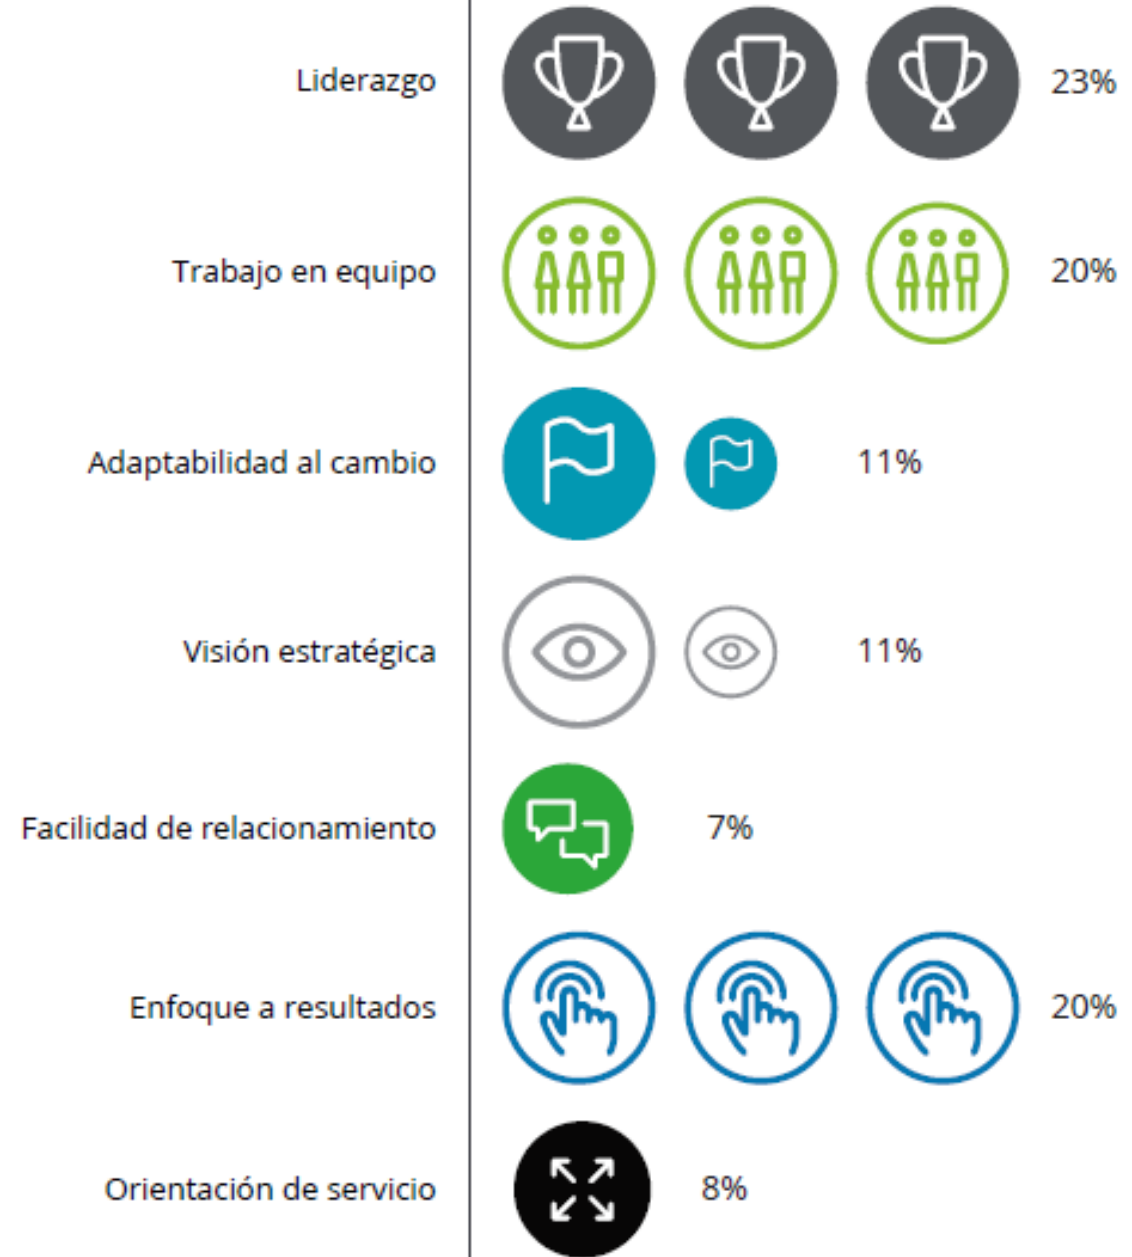 Liderazgo 23%
Trabajo en equipo 20%
Adaptabilidad al cambio 11%
Visión estratégica 11%
Facilidad de relacionamiento 7%
Enfoque a resultados 20%
Orientación de servicio 8%